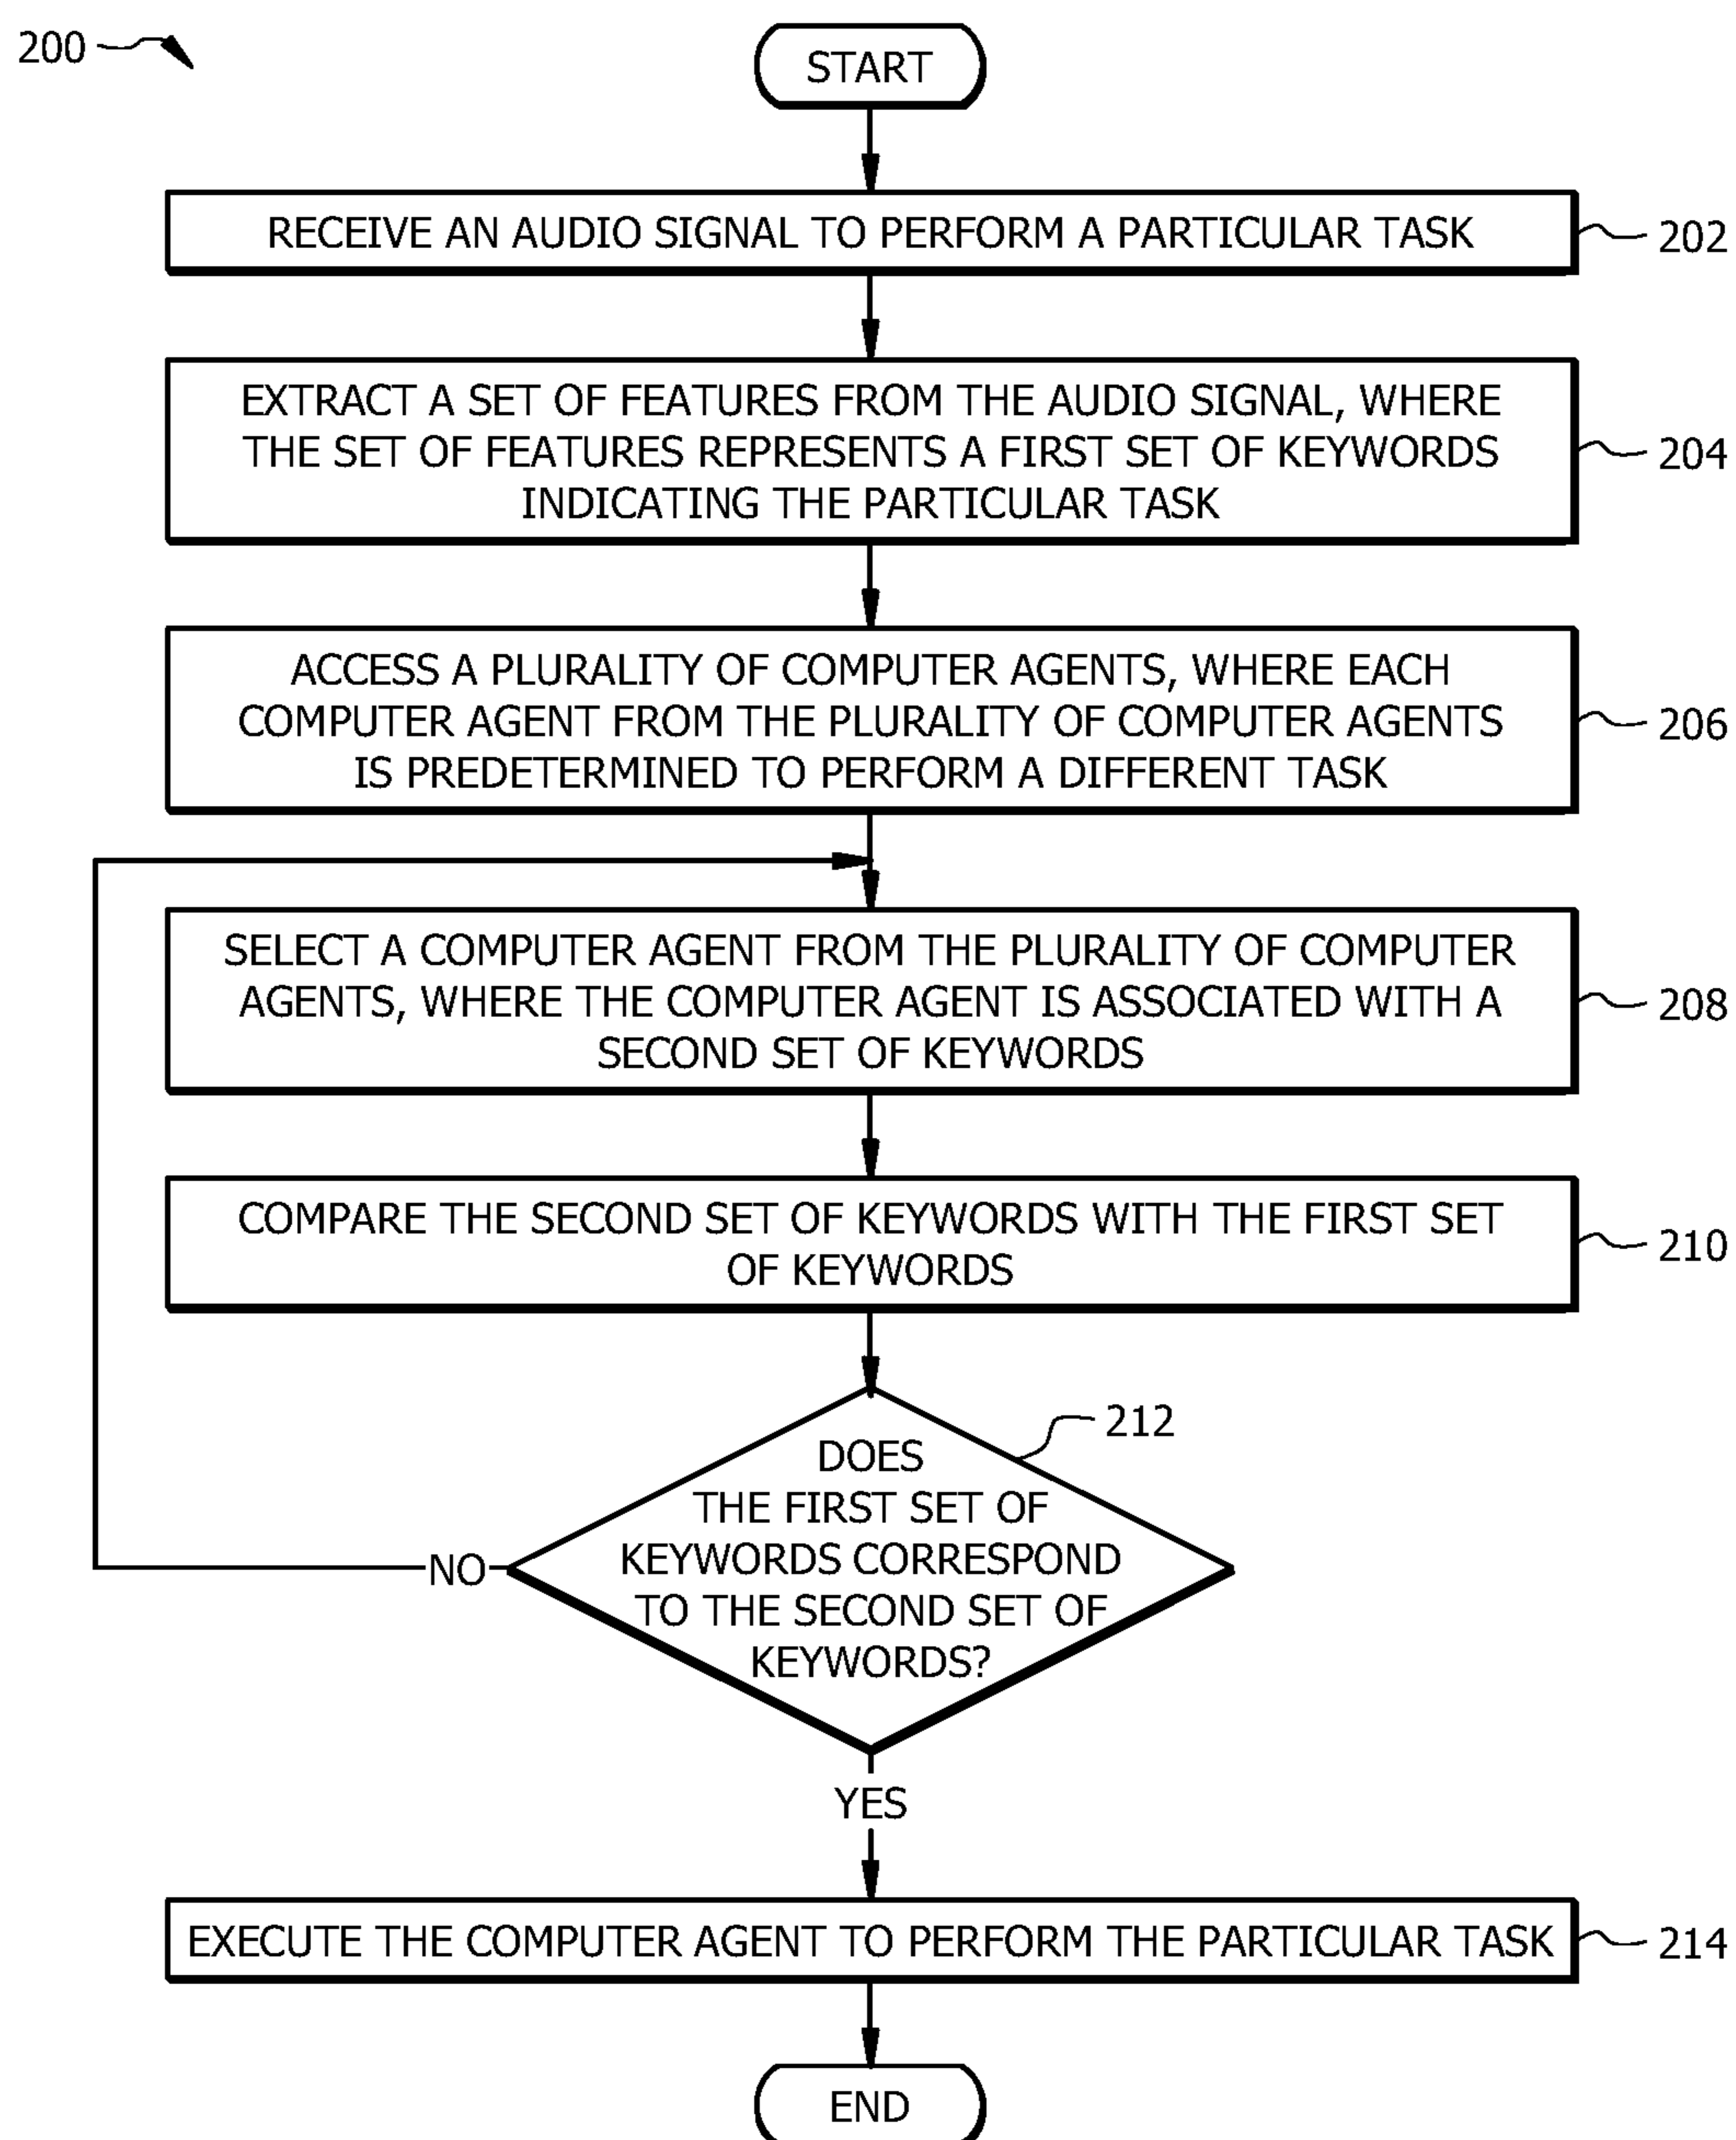 200
START
RECEIVE AN AUDIO SIGNAL TO PERFORM A PARTICULAR TASK
202
EXTRACT A SET OF FEATURES FROM THE AUDIO SIGNAL, WHERE
THE SET OF FEATURES REPRESENTS A FIRST SET OF KEYWORDS
INDICATING THE PARTICULAR TASK
204
ACCESS A PLURALITY OF COMPUTER AGENTS, WHERE EACH
COMPUTER AGENT FROM THE PLURALITY OF COMPUTER AGENTS
IS PREDETERMINED TO PERFORM A DIFFERENT TASK
206
SELECT A COMPUTER AGENT FROM THE PLURALITY OF COMPUTER
AGENTS, WHERE THE COMPUTER AGENT IS ASSOCIATED WITH A
SECOND SET OF KEYWORDS
208
COMPARE THE SECOND SET OF KEYWORDS WITH THE FIRST SET
OF KEYWORDS
210
212
DOES
THE FIRST SET OF
KEYWORDS CORRESPOND
TO THE SECOND SET OF
KEYWORDS?
NO
YES
EXECUTE THE COMPUTER AGENT TO PERFORM THE PARTICULAR TASK
214
END